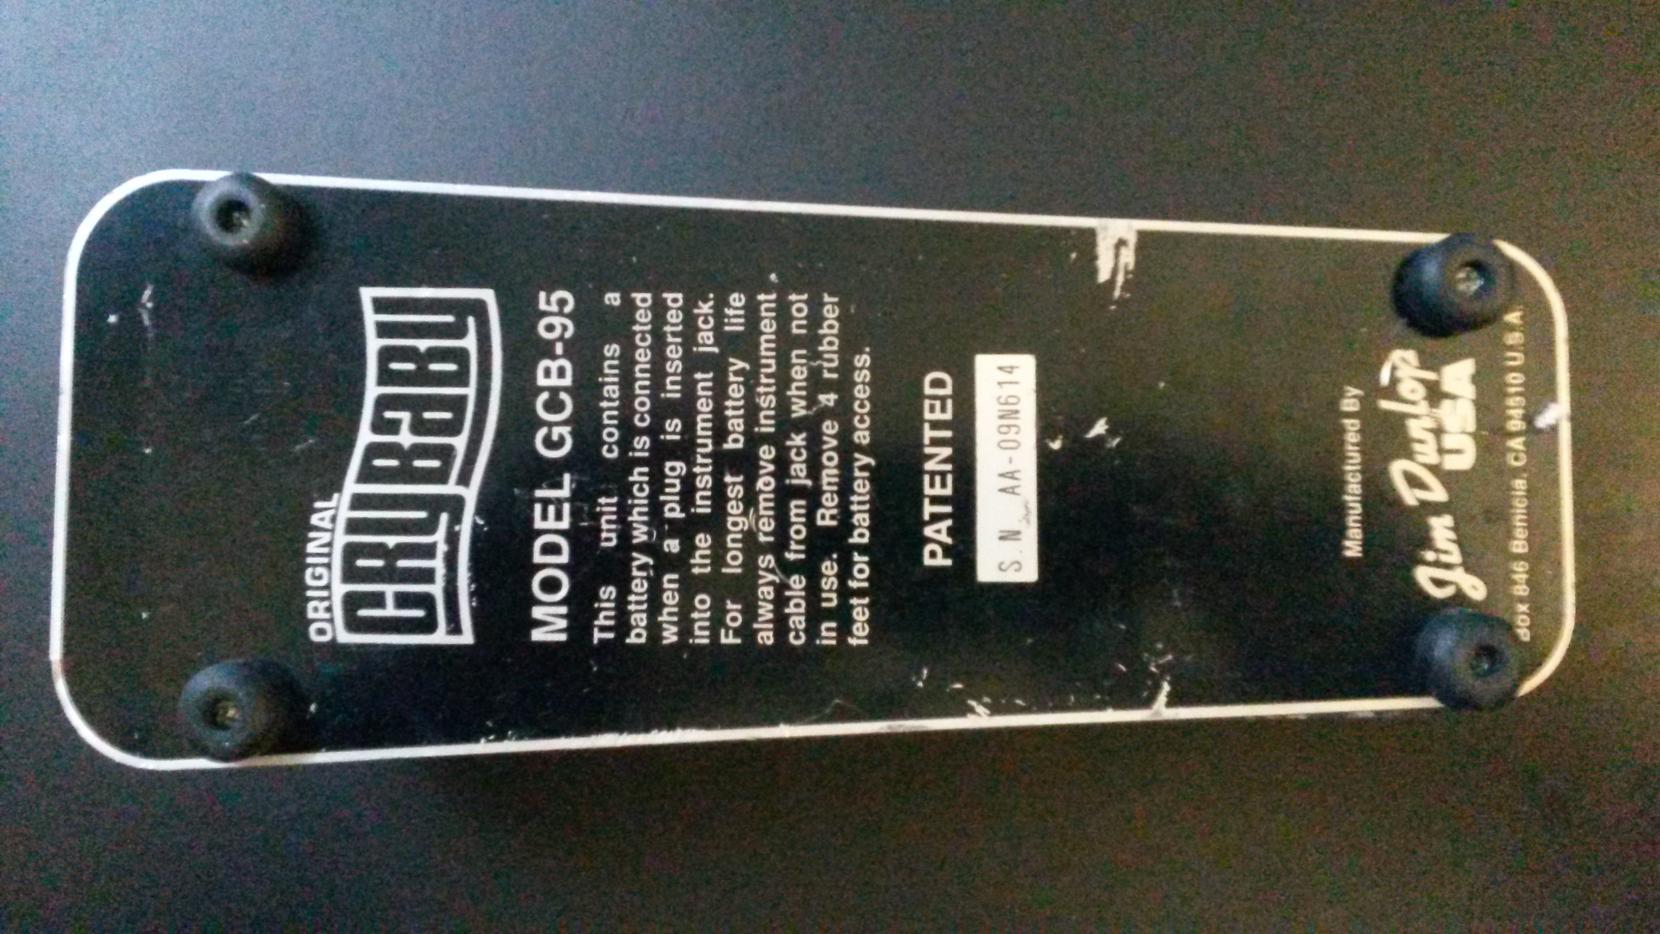 ORIGINAL
CRYBABY
MODEL GCB-95
This unit contains a
battery which is connected
when a plug is inserted
into the instrument jack.
For longest battery life
always remove instrument
cable from jack when not
in use. Remove 4 rubber
feet for battery access.
PATENTED
S.N. AA-09N614
Manufactured By
Jim Dunlop
USA
Box 846 Benicia, CA 94510 U.S.A.